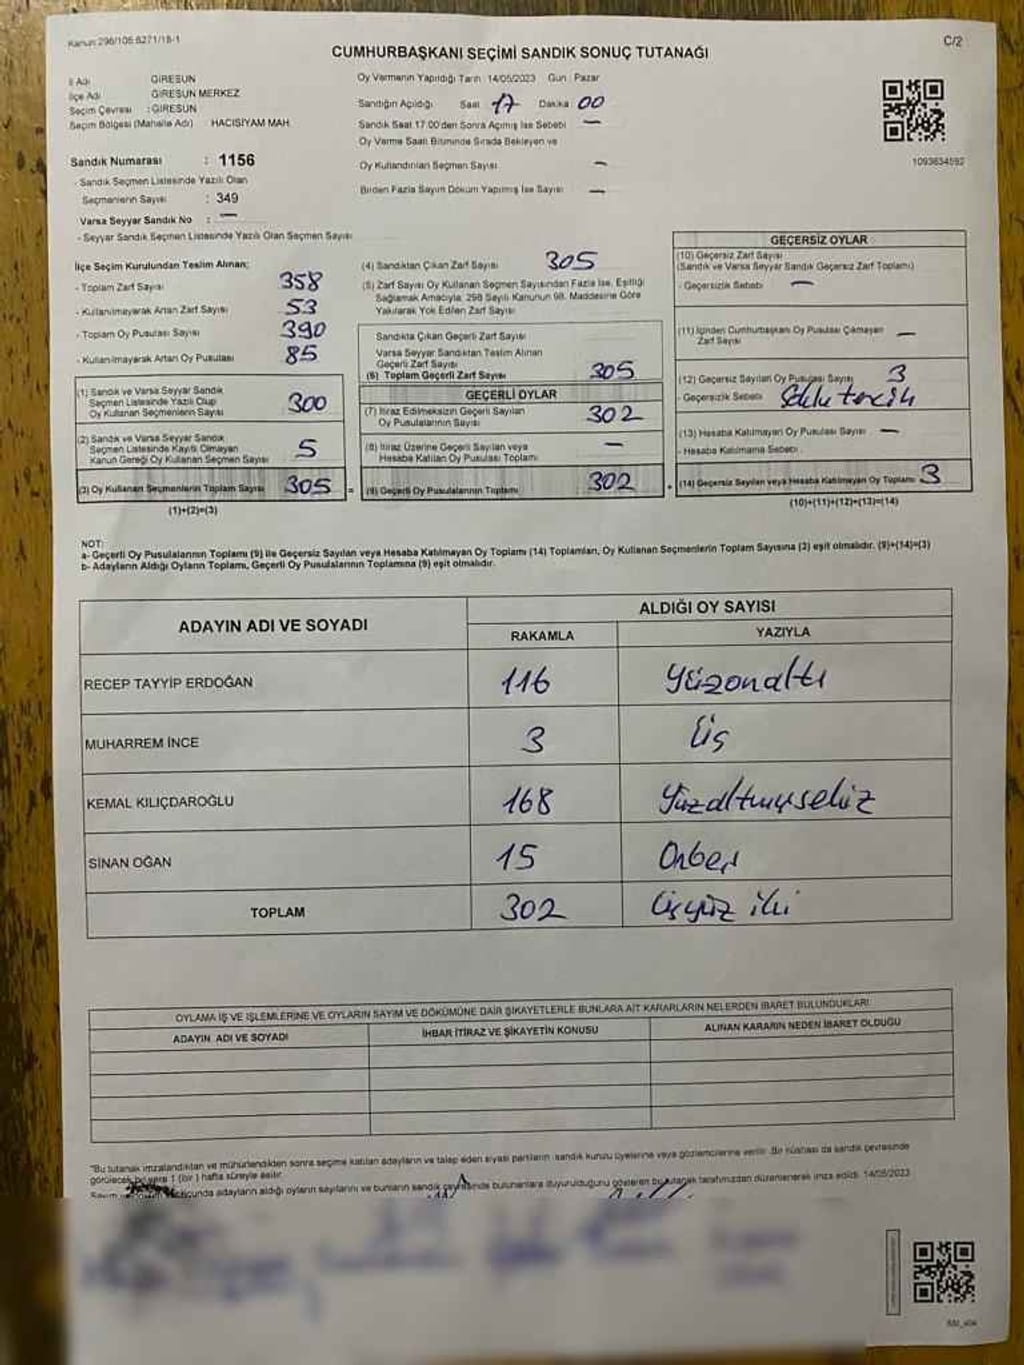 Kanun:298/106.6271/18-1
C/2
CUMHURBAŞKANI SEÇİMİ SANDIK SONUÇ TUTANAĞI
İl Adı GİRESUN
İlçe Adı GİRESUN MERKEZ
Seçim Çevresi : GİRESUN
Seçim Bölgesi (Mahalle Adı) HACISİYAM MAH.
Sandık Numarası : 1156
- Sandık Seçmen Listesinde Yazılı Olan
Seçmenlerin Sayısı : 349
Varsa Seyyar Sandık No : —
- Seyyar Sandık Seçmen Listesinde Yazılı Olan Seçmen Sayısı
Oy Vermenin Yapıldığı Tarih 14/05/2023 Gün : Pazar
Sandığın Açıldığı Saat 17 Dakika 00
Sandık Saat 17.00'den Sonra Açılmış İse Sebebi —
Oy Verme Saati Bitiminde Sırada Bekleyen ve
Oy Kullandırılan Seçmen Sayısı —
Birden Fazla Sayım Döküm Yapılmış İse Sayısı —
1093634592
İlçe Seçim Kurulundan Teslim Alınan;
- Toplam Zarf Sayısı 358
- Kullanılmayarak Artan Zarf Sayısı 53
- Toplam Oy Pusulası Sayısı 390
- Kullanılmayarak Artan Oy Pusulası 85
(1) Sandık ve Varsa Seyyar Sandık
Seçmen Listesinde Yazılı Olup
Oy Kullanan Seçmenlerin Sayısı 300
(2) Sandık ve Varsa Seyyar Sandık
Seçmen Listesinde Kayıtlı Olmayan
Kanun Gereği Oy Kullanan Seçmen Sayısı 5
(3) Oy Kullanan Seçmenlerin Toplam Sayısı 305 =
(1)+(2)=(3)
(4) Sandıktan Çıkan Zarf Sayısı 305
(5) Zarf Sayısı Oy Kullanan Seçmen Sayısından Fazla İse, Eşitliği
Sağlamak Amacıyla, 298 Sayılı Kanunun 98. Maddesine Göre
Yakılarak Yok Edilen Zarf Sayısı
Sandıkta Çıkan Geçerli Zarf Sayısı
Varsa Seyyar Sandıktan Teslim Alınan
Geçerli Zarf Sayısı
(6) Toplam Geçerli Zarf Sayısı 305
GEÇERLİ OYLAR
(7) İtiraz Edilmeksizin Geçerli Sayılan
Oy Pusulalarının Sayısı 302
(8) İtiraz Üzerine Geçerli Sayılan veya
Hesaba Katılan Oy Pusulası Toplamı —
(9) Geçerli Oy Pusulalarının Toplamı 302 +
GEÇERSİZ OYLAR
(10) Geçersiz Zarf Sayısı
(Sandık ve Varsa Seyyar Sandık Geçersiz Zarf Toplamı)
- Geçersizlik Sebebi —
(11) İçinden Cumhurbaşkanı Oy Pusulası Çıkmayan
Zarf Sayısı —
(12) Geçersiz Sayılan Oy Pusulası Sayısı 3
- Geçersizlik Sebebi
(13) Hesaba Katılmayan Oy Pusulası Sayısı —
- Hesaba Katılmama Sebebi
(14) Geçersiz Sayılan veya Hesaba Katılmayan Oy Toplamı 3
(10)+(11)+(12)+(13)=(14)
NOT:
a- Geçerli Oy Pusulalarının Toplamı (9) ile Geçersiz Sayılan veya Hesaba Katılmayan Oy Toplamı (14) Toplamları, Oy Kullanan Seçmenlerin Toplam Sayısına (3) eşit olmalıdır. (9)+(14)=(3)
b- Adayların Aldığı Oyların Toplamı, Geçerli Oy Pusulalarının Toplamına (9) eşit olmalıdır.
ADAYIN ADI VE SOYADI
ALDIĞI OY SAYISI
RAKAMLA YAZIYLA
RECEP TAYYİP ERDOĞAN 116 Yüzonaltı
MUHARREM İNCE 3 Üç
KEMAL KILIÇDAROĞLU 168 Yüzaltmışsekiz
SİNAN OĞAN 15 Onbeş
TOPLAM 302 Üçyüz iki
OYLAMA İŞ VE İŞLEMLERİNE VE OYLARIN SAYIM VE DÖKÜMÜNE DAİR ŞİKAYETLERLE BUNLARA AİT KARARLARIN NELERDEN İBARET BULUNDUKLARI
ADAYIN ADI VE SOYADI İHBAR İTİRAZ VE ŞİKAYETİN KONUSU ALINAN KARARIN NEDEN İBARET OLDUĞU
"Bu tutanak imzalandıktan ve mühürlendikten sonra seçime katılan adayların ve talep eden siyasi partilerin sandık kurulu üyelerine veya gözlemcilerine verilir. Bir nüshası da sandık çevresinde
görülecek bir yere 1 (bir) hafta süreyle asılır.
Sayım sonucunda adayların aldığı oyların sayılarını ve bunların sandık çevresinde bulunanlara duyurulduğunu gösteren bu tutanak tarafımızdan düzenlenerek imza edildi. 14/05/2023